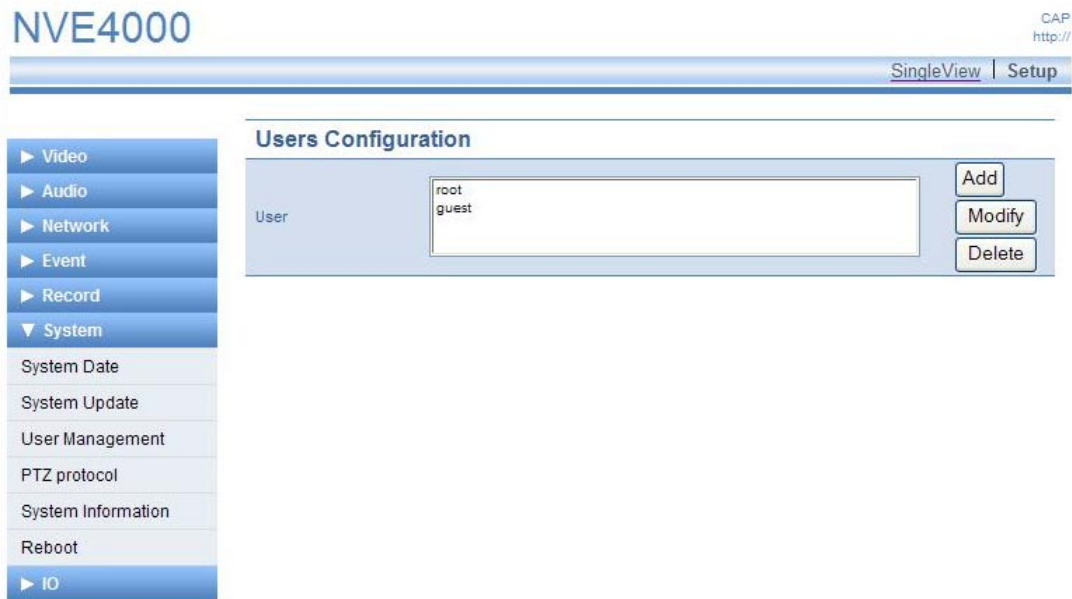 NVE4000
CAP
http://
SingleView | Setup
Users Configuration
► Video
► Audio
► Network
► Event
► Record
▼ System
System Date
System Update
User Management
PTZ protocol
System Information
Reboot
► IO
User
root
guest
Add
Modify
Delete